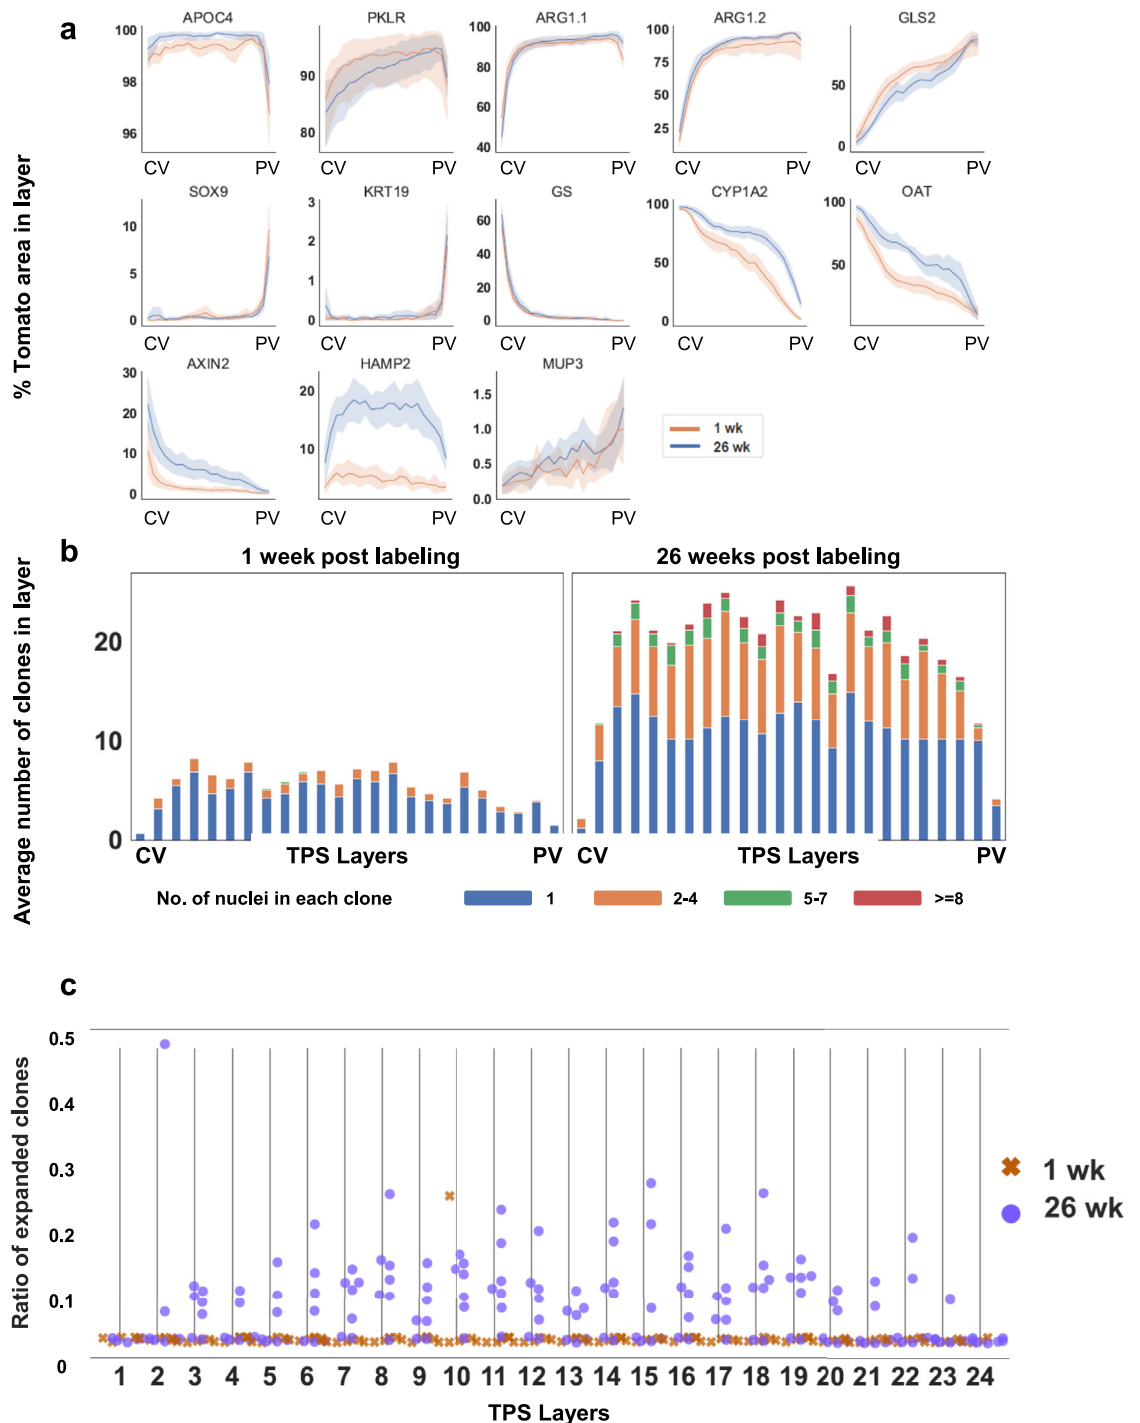 a
APOC4 PKLR ARG1.1 ARG1.2 GLS2
100 98 96
90 80
100 80 60 40
100 75 50 25
50 0
CV PV CV PV CV PV CV PV CV PV
% Tomato area in layer
SOX9 KRT19 GS CYP1A2 OAT
10 5 0
3 2 1 0
60 40 20 0
100 50 0
100 50
CV PV CV PV CV PV CV PV CV PV
AXIN2 HAMP2 MUP3
30 20 10 0
20 10
1.5 1.0 0.5 0.0
1 wk
26 wk
CV PV CV PV CV PV
b
1 week post labeling 26 weeks post labeling
Average number of clones in layer
20
10
0
CV TPS Layers PV CV TPS Layers PV
No. of nuclei in each clone 1 2-4 5-7 >=8
c
Ratio of expanded clones
0.5
0.4
0.3
0.2
0.1
0
1 wk
26 wk
1 2 3 4 5 6 7 8 9 10 11 12 13 14 15 16 17 18 19 20 21 22 23 24
TPS Layers